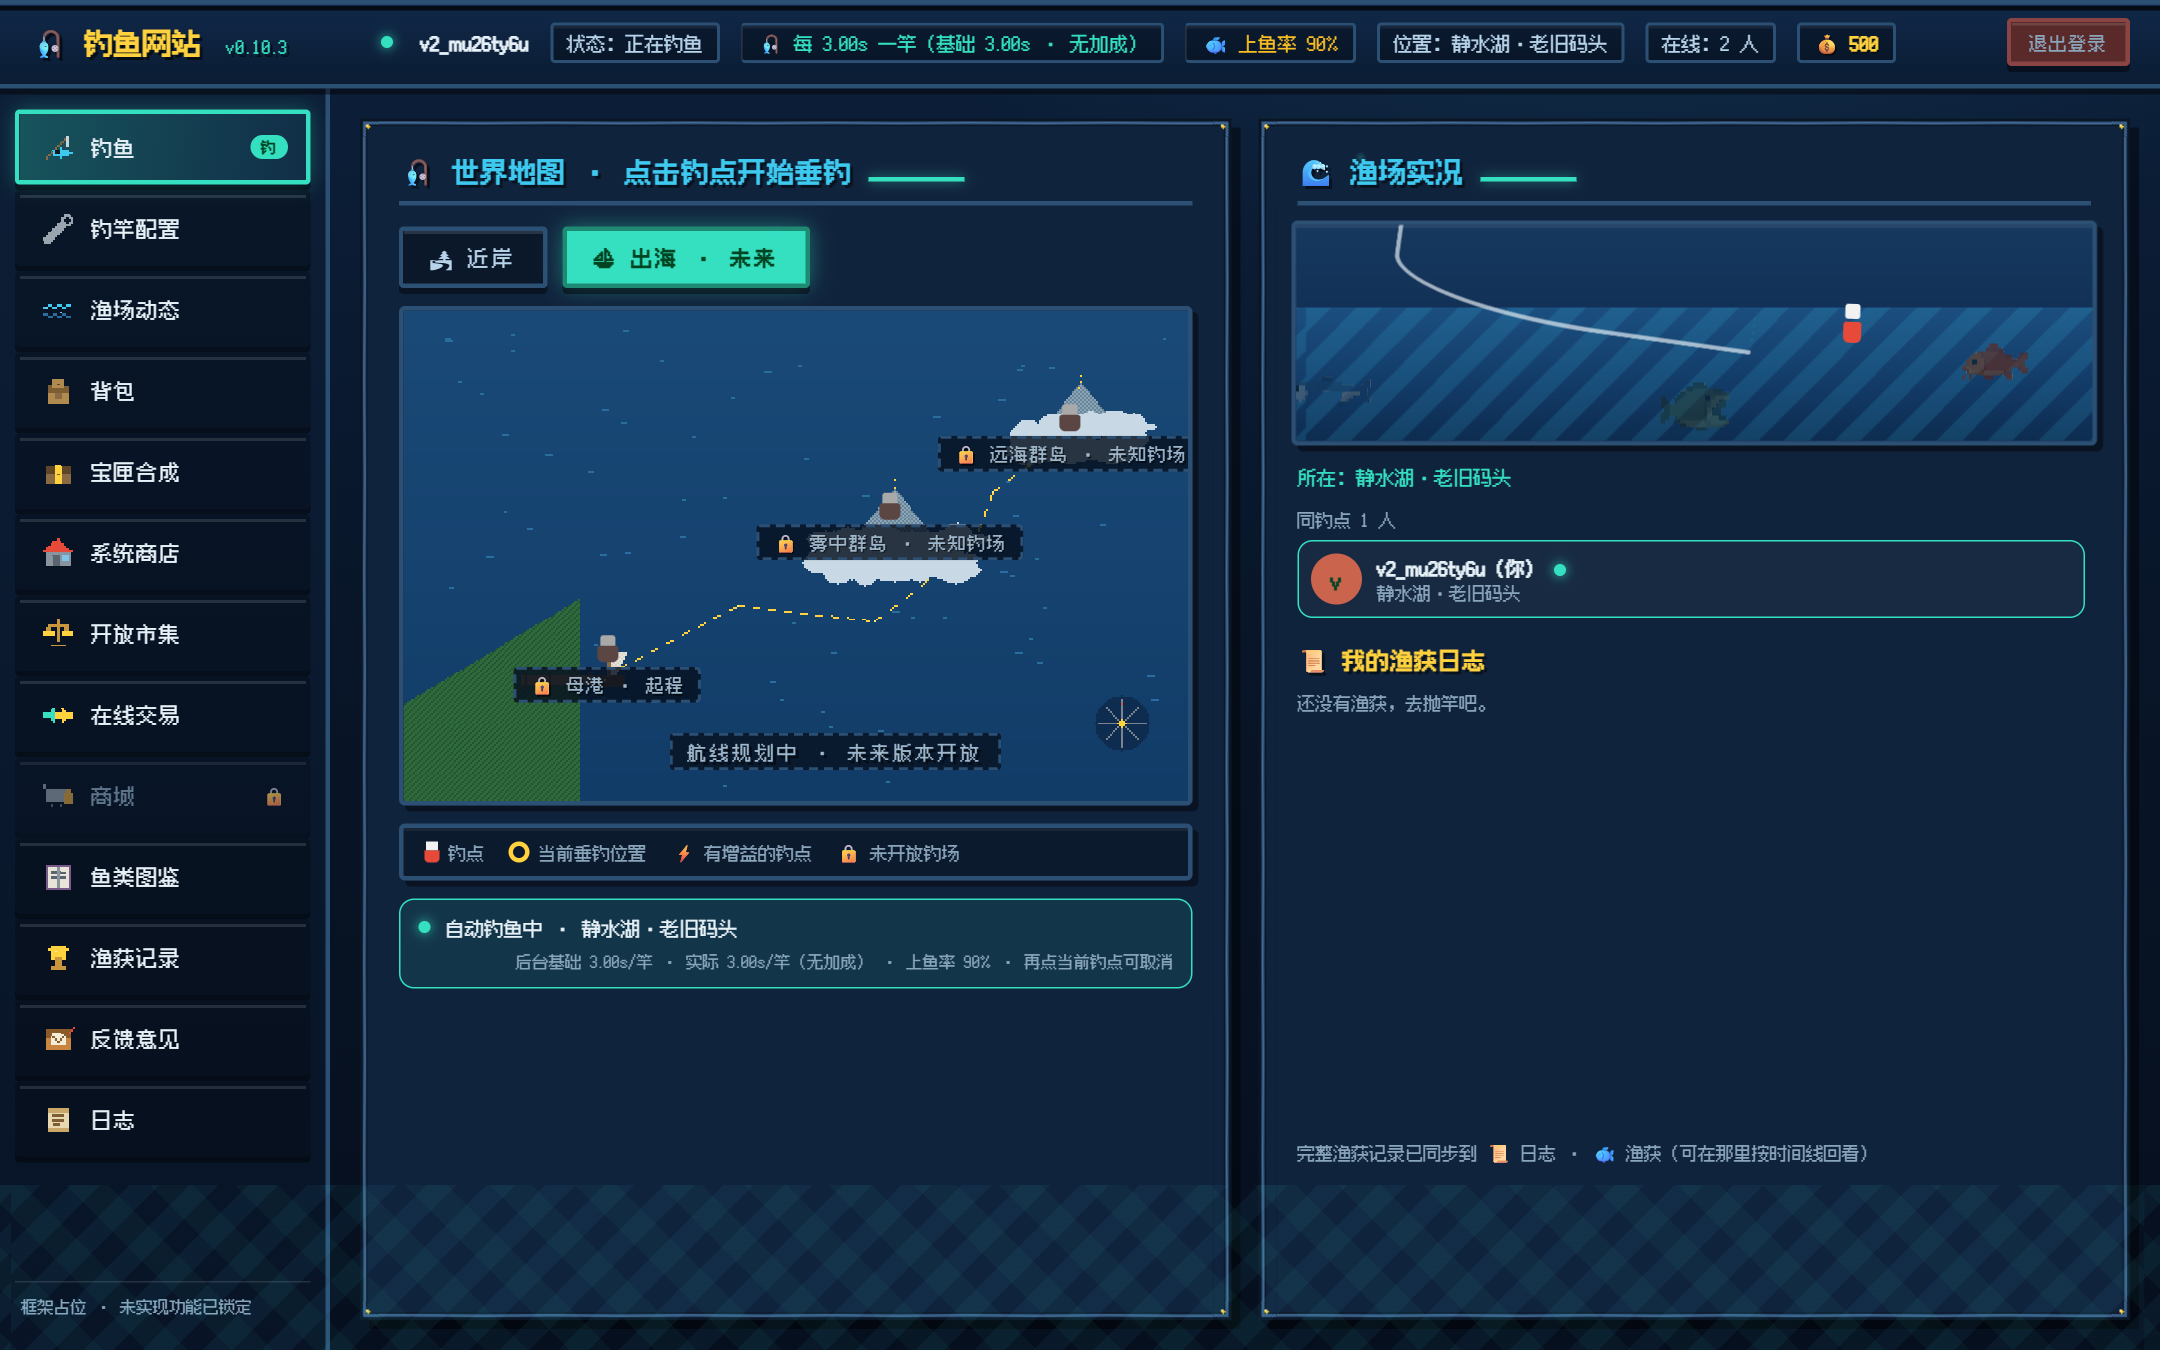 钓鱼网站 v0.10.3
v2_mu26ty6u
状态：正在钓鱼
每 3.00s 一竿（基础 3.00s · 无加成）
上鱼率 90%
位置：静水湖·老旧码头
在线：2 人
500
退出登录
钓鱼 钓
钓竿配置
渔场动态
背包
宝匣合成
系统商店
开放市集
在线交易
商城
鱼类图鉴
渔获记录
反馈意见
日志
框架占位 · 未实现功能已锁定
世界地图 · 点击钓点开始垂钓
近岸
出海 · 未来
远海群岛 · 未知钓场
雾中群岛 · 未知钓场
母港 · 起程
航线规划中 · 未来版本开放
钓点 当前垂钓位置 有增益的钓点 未开放钓场
自动钓鱼中 · 静水湖·老旧码头
后台基础 3.00s/竿 · 实际 3.00s/竿（无加成） · 上鱼率 90% · 再点当前钓点可取消
渔场实况
所在：静水湖·老旧码头
同钓点 1 人
v
v2_mu26ty6u（你）
静水湖·老旧码头
我的渔获日志
还没有渔获，去抛竿吧。
完整渔获记录已同步到 日志 · 渔获（可在那里按时间线回看）